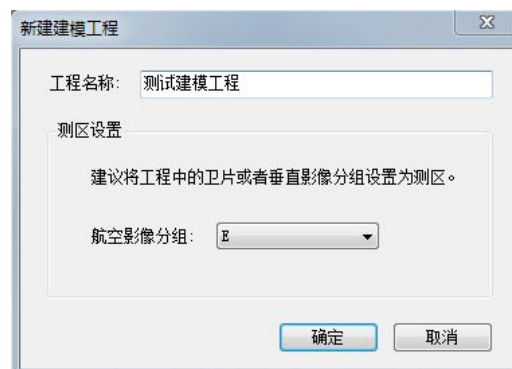 新建建模工程
工程名称: 测试建模工程
测区设置
建议将工程中的卫片或者垂直影像分组设置为测区。
航空影像分组: E
确定 取消